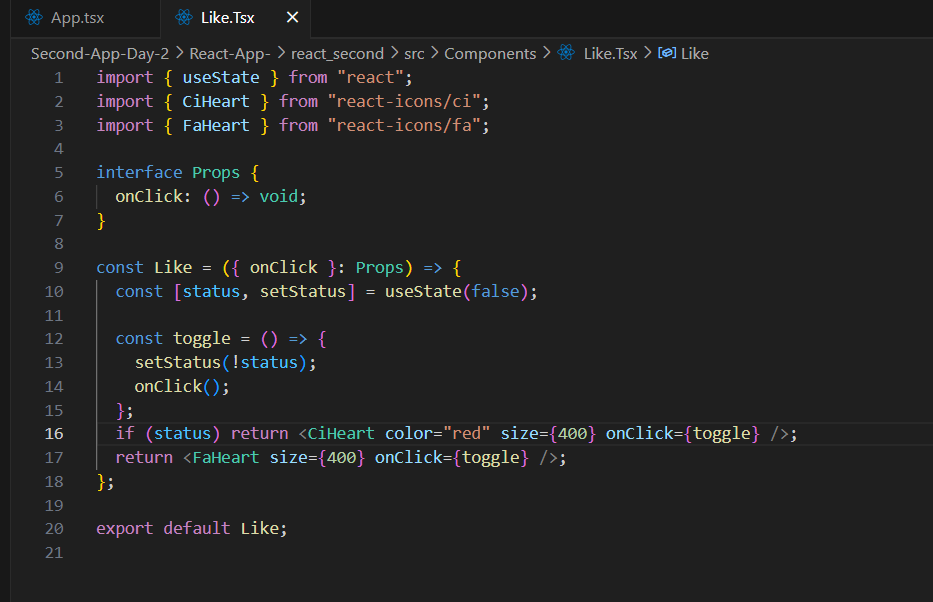 App.tsx
Like.Tsx ✕
Second-App-Day-2 > React-App- > react_second > src > Components > Like.Tsx > Like
1 import { useState } from "react";
2 import { CiHeart } from "react-icons/ci";
3 import { FaHeart } from "react-icons/fa";
4
5 interface Props {
6   onClick: () => void;
7 }
8
9 const Like = ({ onClick }: Props) => {
10   const [status, setStatus] = useState(false);
11
12   const toggle = () => {
13     setStatus(!status);
14     onClick();
15   };
16   if (status) return <CiHeart color="red" size={400} onClick={toggle} />;
17   return <FaHeart size={400} onClick={toggle} />;
18 };
19
20 export default Like;
21